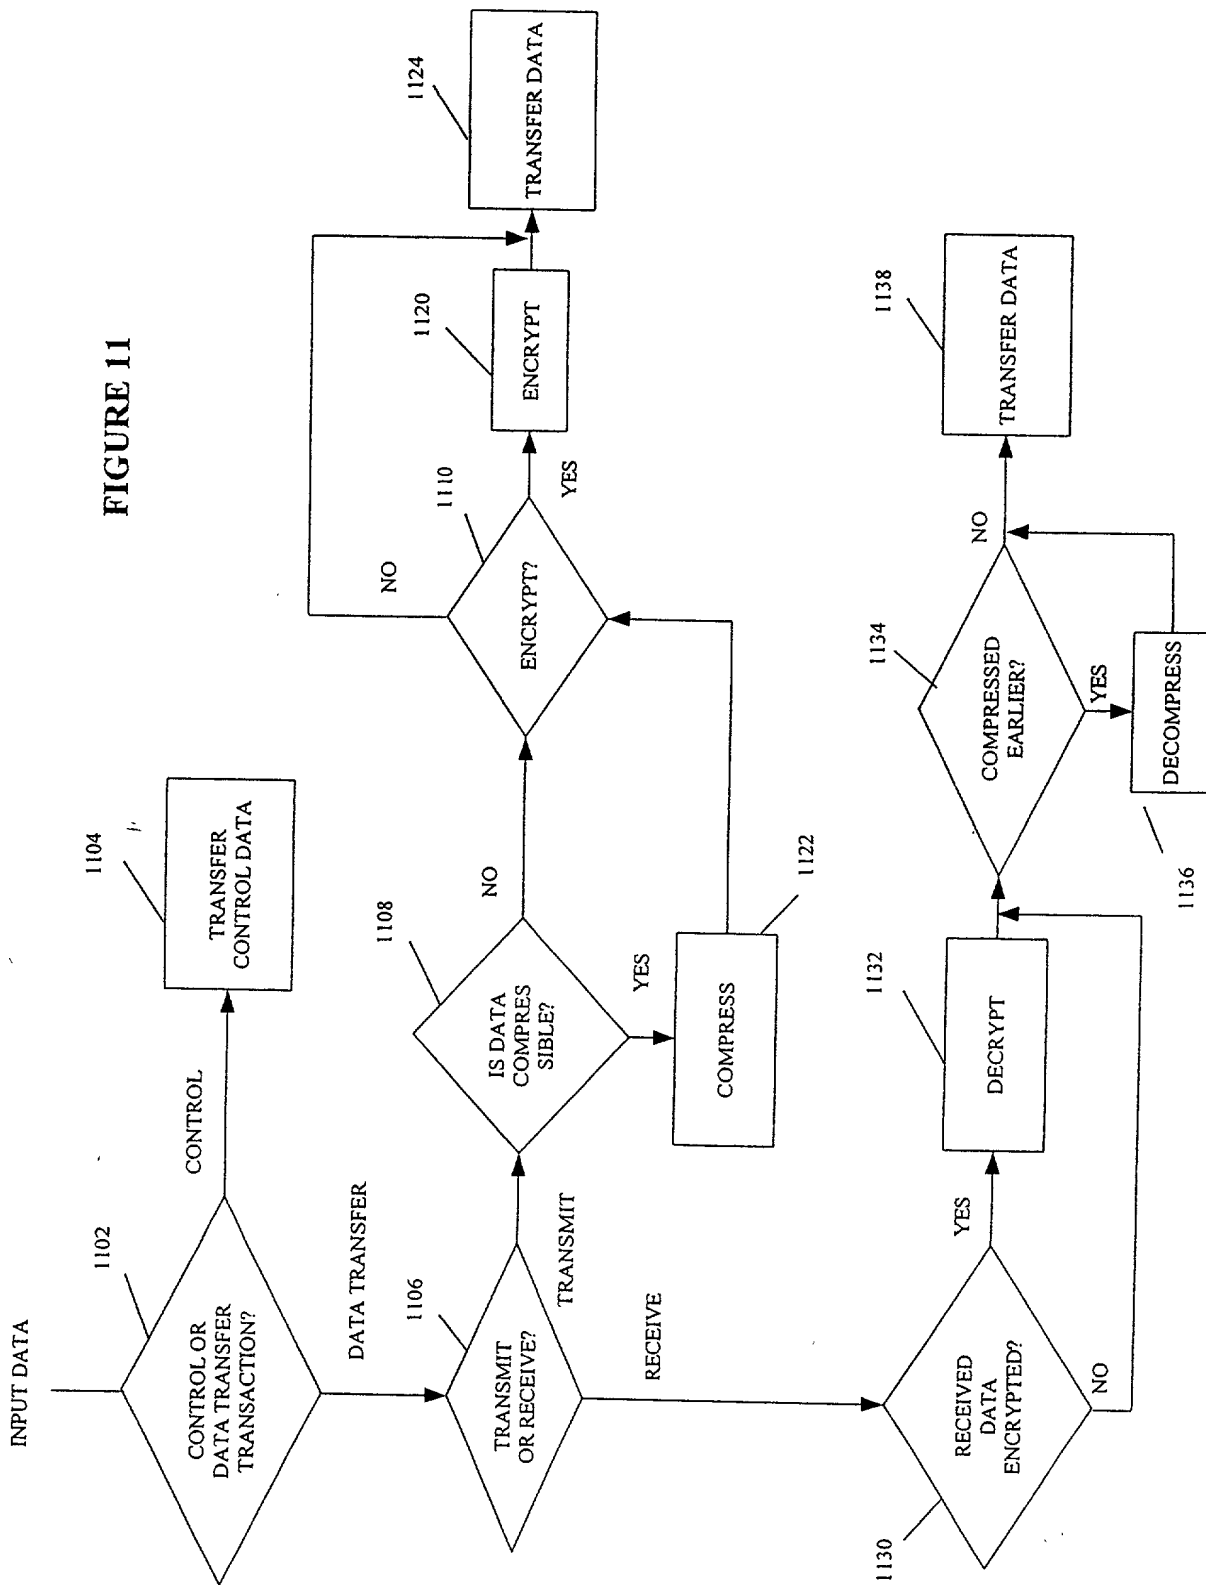 FIGURE 11
INPUT DATA
1102
CONTROL OR
DATA TRANSFER
TRANSACTION?
CONTROL
1104
TRANSFER
CONTROL DATA
DATA TRANSFER
1106
TRANSMIT
OR RECEIVE?
TRANSMIT
1108
IS DATA
COMPRES
SIBLE?
NO
YES
COMPRESS
1122
1110
ENCRYPT?
NO
YES
1120
ENCRYPT
1124
TRANSFER DATA
RECEIVE
1130
RECEIVED
DATA
ENCRYPTED?
YES
NO
1132
DECRYPT
1134
COMPRESSED
EARLIER?
NO
YES
1136
DECOMPRESS
1138
TRANSFER DATA